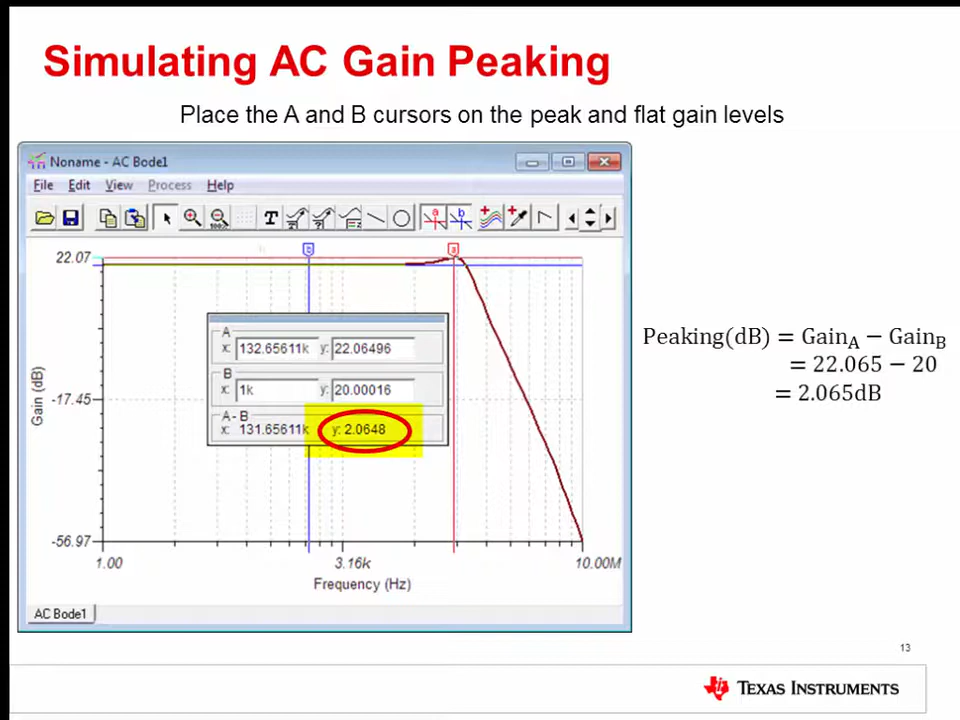 Simulating AC Gain Peaking
Place the A and B cursors on the peak and flat gain levels
Noname - AC Bode1
File Edit View Process Help
T
100%
a b
b a
22.07
-17.45
-56.97
Gain (dB)
A
x: 132.65611k y: 22.06496
B
x: 1k y: 20.00016
A - B
x: 131.65611k y: 2.0648
1.00 3.16k 10.00M
Frequency (Hz)
AC Bode1
Peaking(dB) = GainA − GainB
= 22.065 − 20
= 2.065dB
13
TEXAS INSTRUMENTS